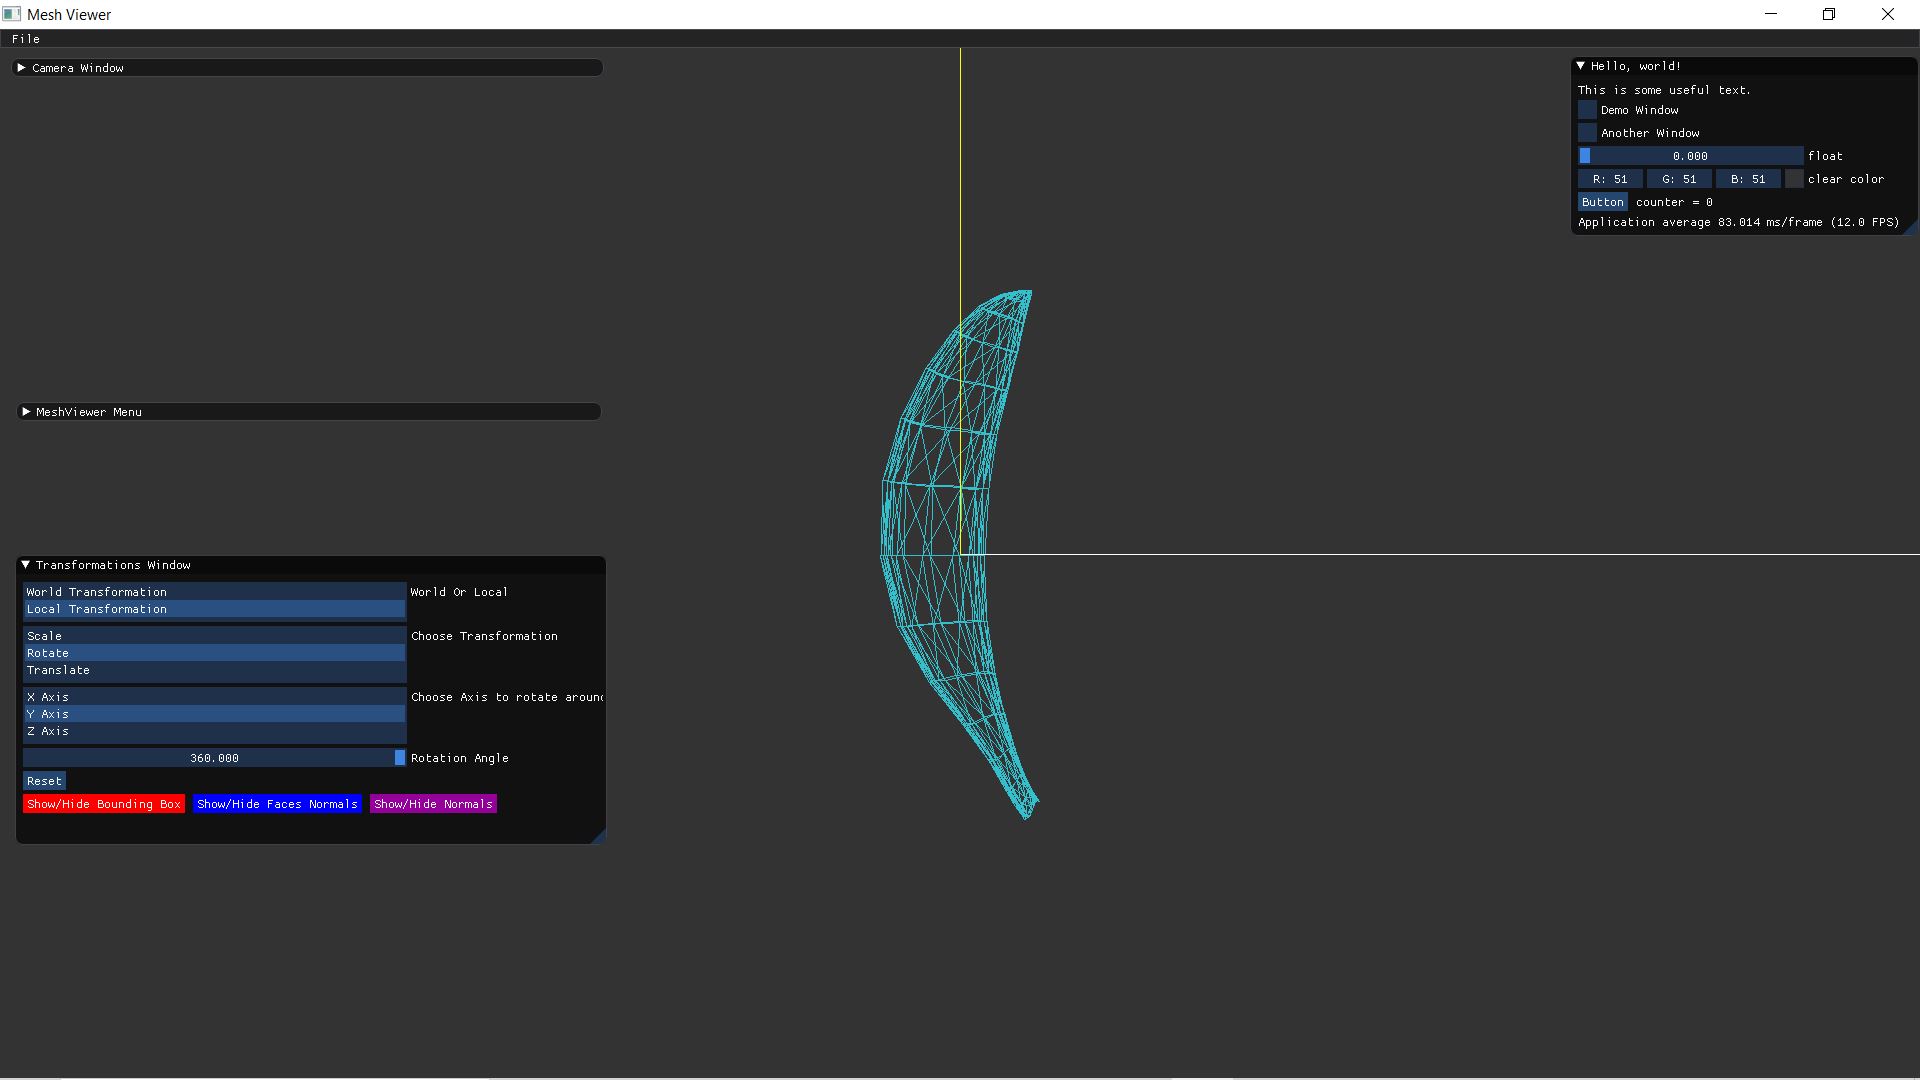 Mesh Viewer
File
Camera Window
Hello, world!
This is some useful text.
Demo Window
Another Window
0.000 float
R: 51 G: 51 B: 51 clear color
Button counter = 0
Application average 83.014 ms/frame (12.0 FPS)
MeshViewer Menu
Transformations Window
World Transformation World Or Local
Local Transformation
Scale Choose Transformation
Rotate
Translate
X Axis Choose Axis to rotate around
Y Axis
Z Axis
360.000 Rotation Angle
Reset
Show/Hide Bounding Box Show/Hide Faces Normals Show/Hide Normals